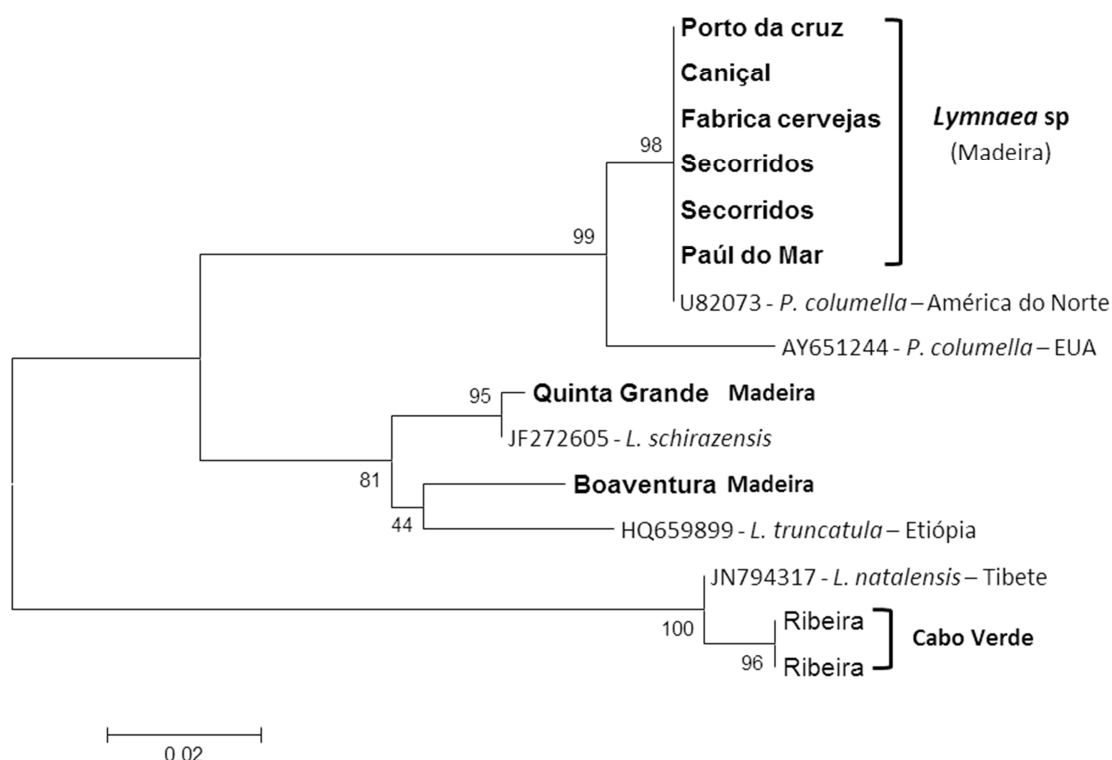 Porto da cruz
Caniçal
Fabrica cervejas
Lymnaea sp
(Madeira)
98
Secorridos
Secorridos
99
Paúl do Mar
U82073 - P. columella – América do Norte
AY651244 - P. columella – EUA
95
Quinta Grande Madeira
JF272605 - L. schirazensis
81
Boaventura Madeira
44
HQ659899 - L. truncatula – Etiópia
JN794317 - L. natalensis – Tibete
100
Ribeira
Cabo Verde
96
Ribeira
0.02